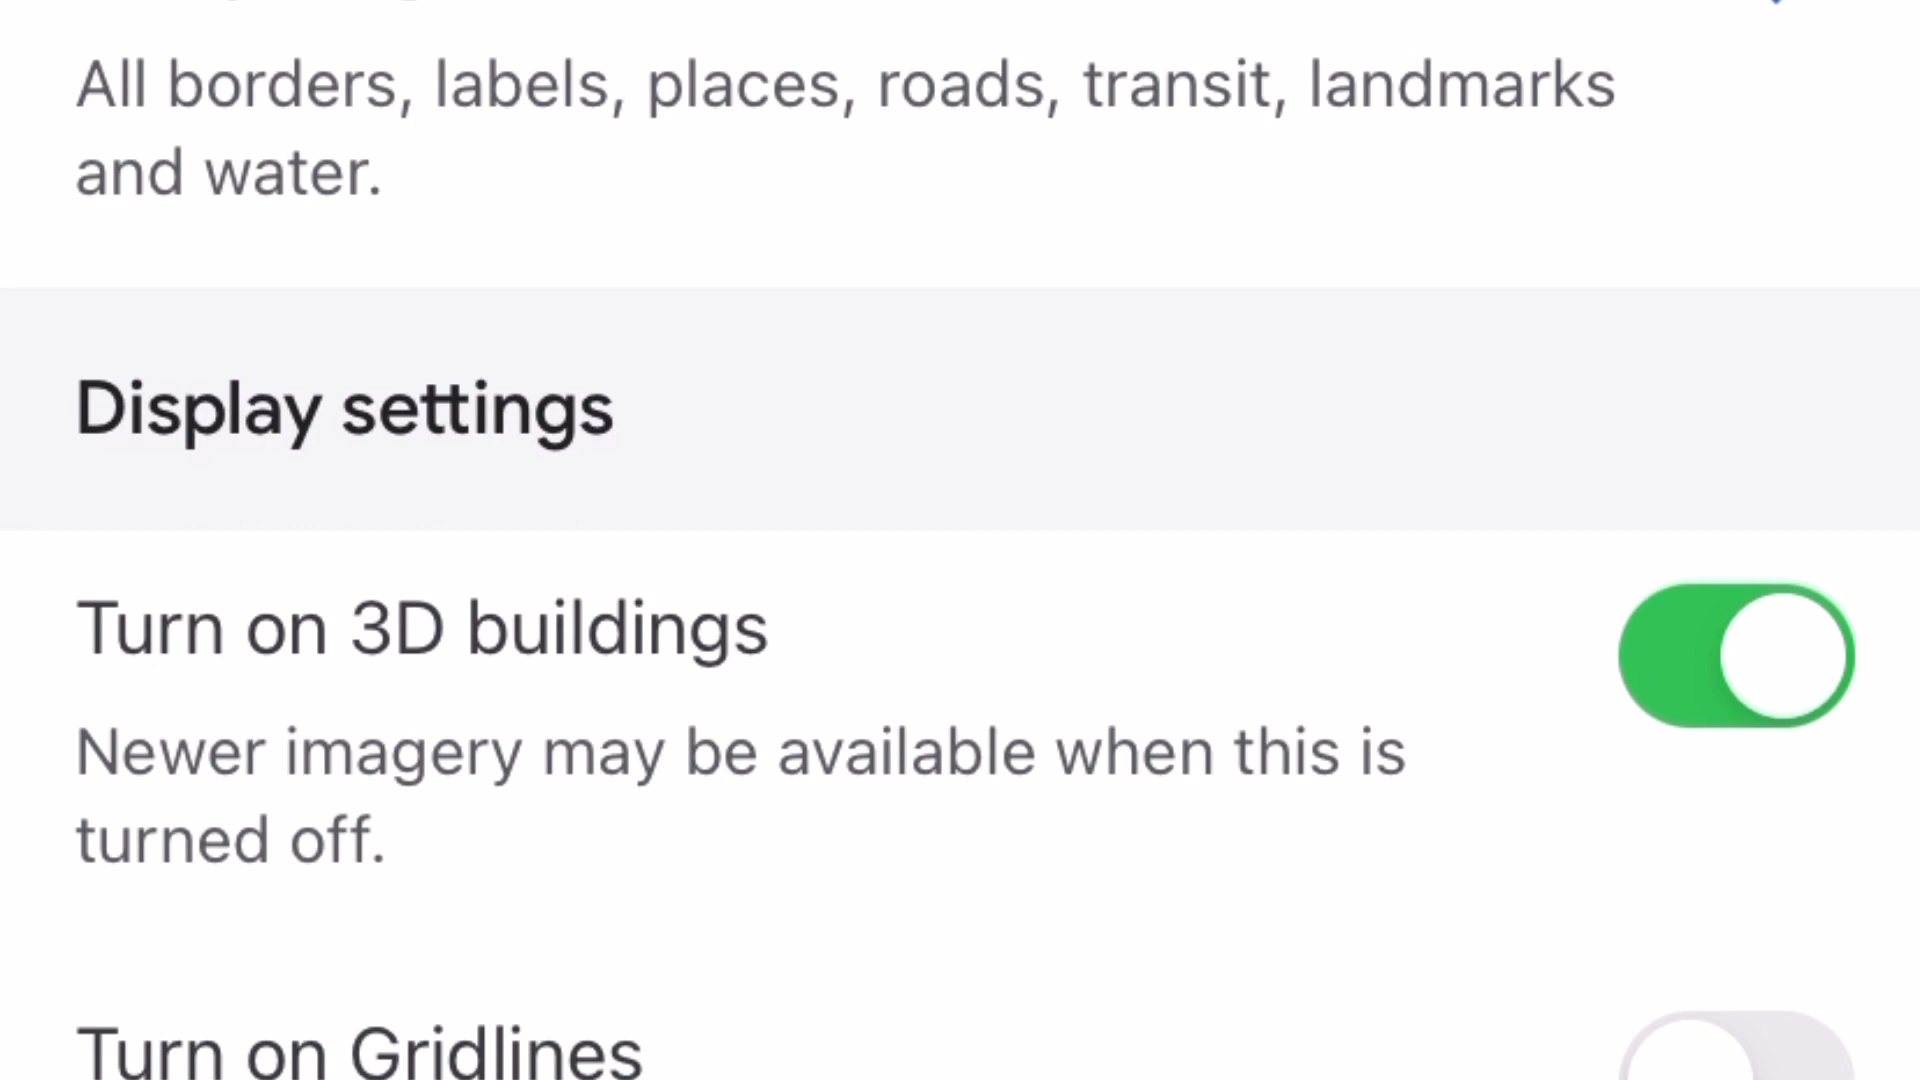 All borders, labels, places, roads, transit, landmarks
and water.
Display settings
Turn on 3D buildings
Newer imagery may be available when this is
turned off.
Turn on Gridlines